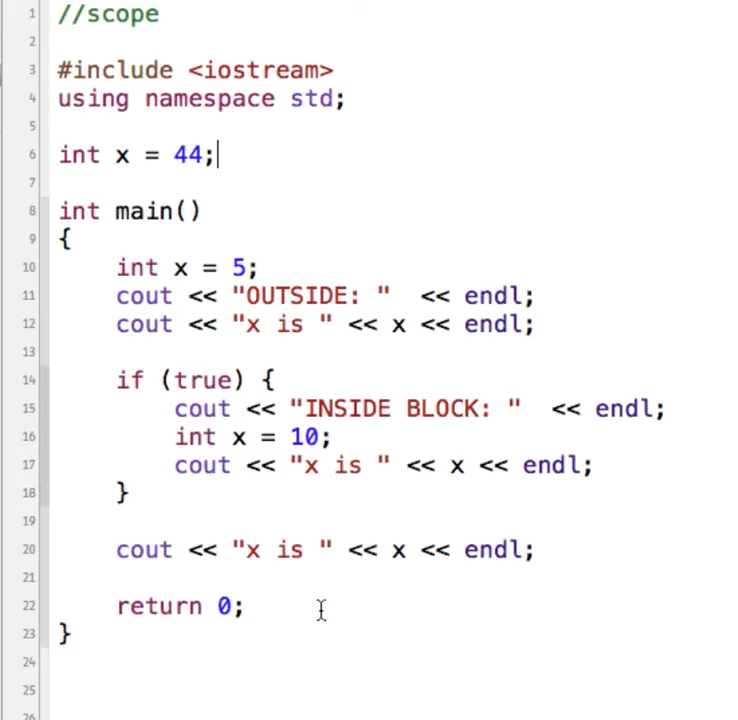 1 //scope
2
3 #include <iostream>
4 using namespace std;
5
6 int x = 44;
7
8 int main()
9 {
10 int x = 5;
11 cout << "OUTSIDE: "  << endl;
12 cout << "x is " << x << endl;
13
14 if (true) {
15 cout << "INSIDE BLOCK: "  << endl;
16 int x = 10;
17 cout << "x is " << x << endl;
18 }
19
20 cout << "x is " << x << endl;
21
22 return 0;
23 }
24
25
26